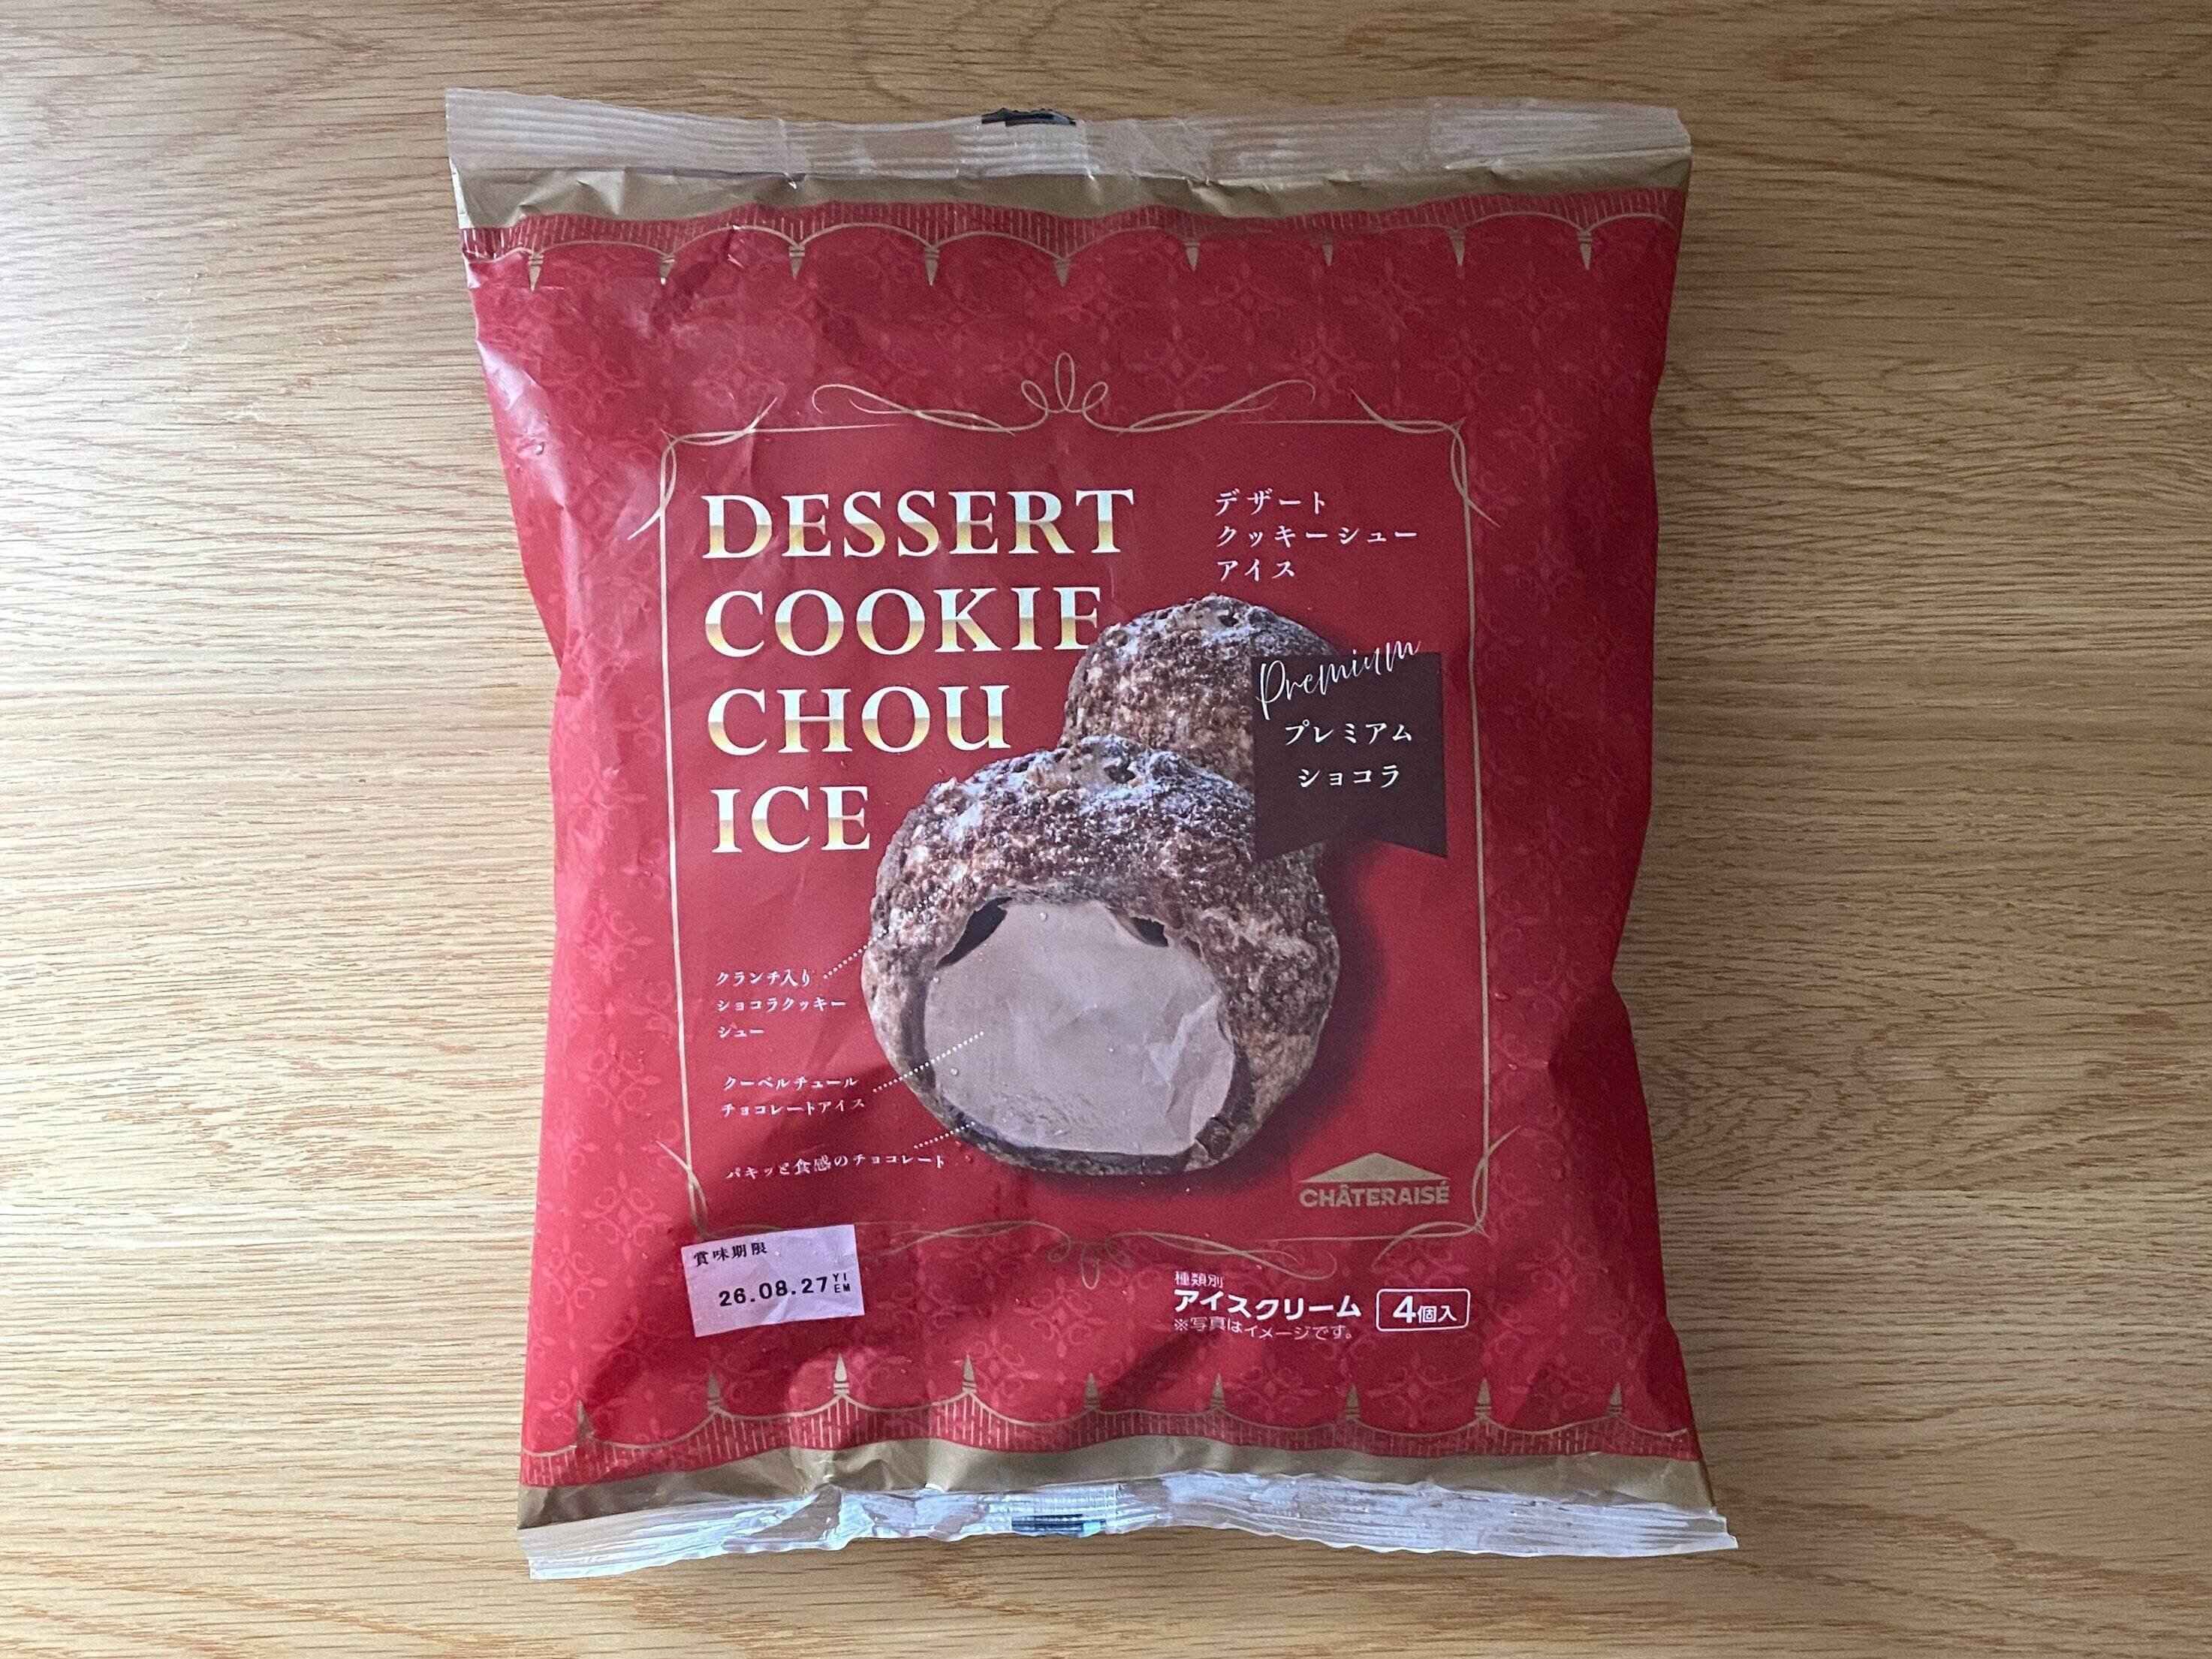 DESSERT
COOKIE
CHOU
ICE
デザート
クッキーシュー
アイス
Premium
プレミアム
ショコラ
クランチ入り
ショコラクッキー
シュー
クーベルチュール
チョコレートアイス
パキッと食感のチョコレート
CHÂTERAISÉ
賞味期限
26.08.27 YI EM
種類別
アイスクリーム 4個入
※写真はイメージです。